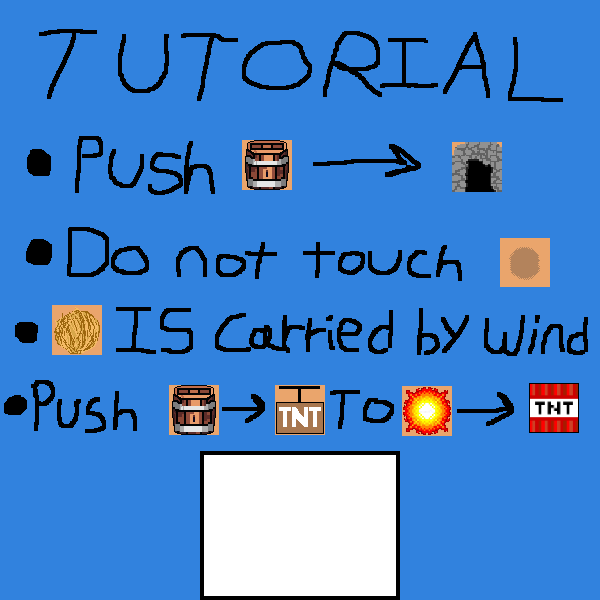 TUTORIAL
Push
Do not touch
IS Carried by Wind
Push TNT To TNT